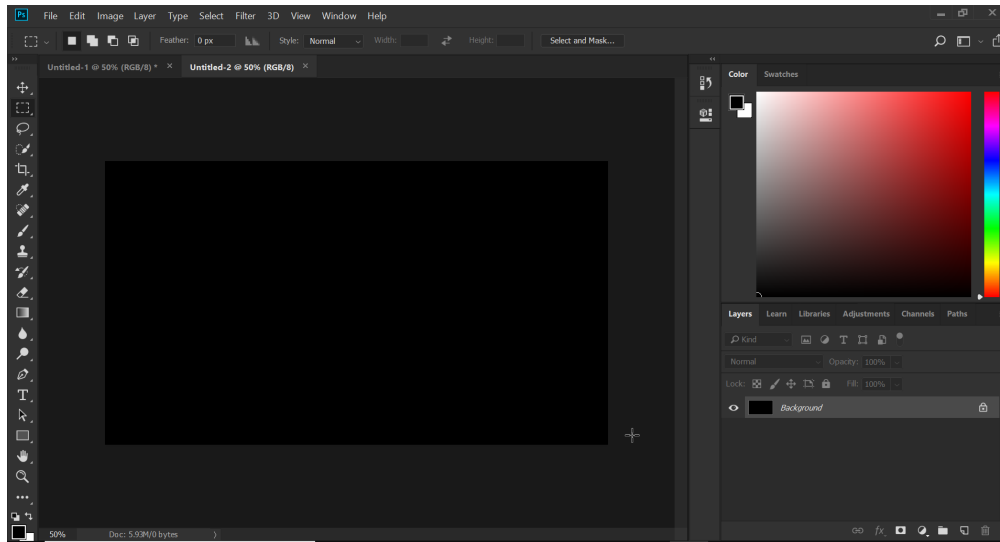 Ps File Edit Image Layer Type Select Filter 3D View Window Help
Feather: 0 px Style: Normal Width: Height: Select and Mask...
Untitled-1 @ 50% (RGB/8) * × Untitled-2 @ 50% (RGB/8) ×
Color Swatches
Layers Learn Libraries Adjustments Channels Paths
Kind
Normal Opacity: 100%
Lock: Fill: 100%
Background
50% Doc: 5.93M/0 bytes